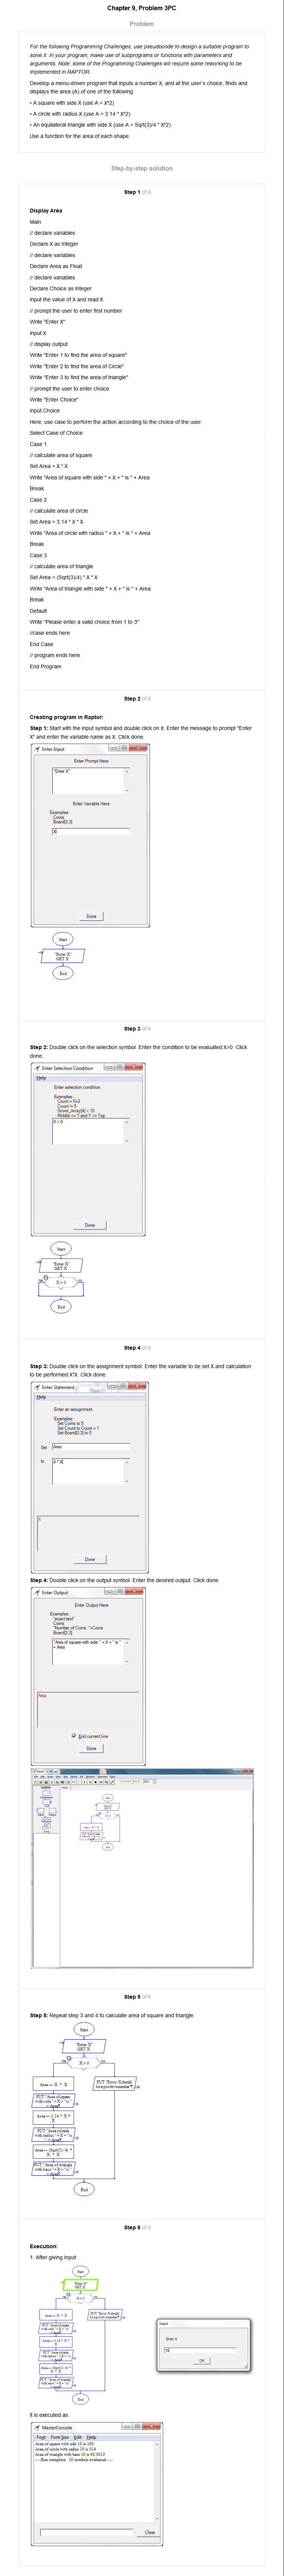 Chapter 9, Problem 3PC
Problem
For the following Programming Challenges, use pseudocode to design a suitable program to
solve it. In your program, make use of subprograms or functions with parameters and
arguments. Note: some of the Programming Challenges will require some reworking to be
implemented in RAPTOR.
Develop a menu-driven program that inputs a number X, and at the user's choice, finds and
displays the area (A) of one of the following:
• A square with side X (use A = X*2)
• A circle with radius X (use A = 3.14 * X*2)
• An equilateral triangle with side X (use A = Sqrt(3)/4 * X*2)
Use a function for the area of each shape.
Step-by-step solution
Step 1 of 6
Display Area
Main
// declare variables
Declare X as Integer
// declare variables
Declare Area as Float
// declare variables
Declare Choice as Integer
Input the value of X and read it.
// prompt the user to enter first number
Write "Enter X"
Input X
// display output
Write "Enter 1 to find the area of square"
Write "Enter 2 to find the area of Circle"
Write "Enter 3 to find the area of triangle"
// prompt the user to enter choice
Write "Enter Choice"
Input Choice
Here, use case to perform the action according to the choice of the user.
Select Case of Choice:
Case 1
// calculate area of square
Set Area = X * X
Write "Area of square with side " + X + " is " + Area
Break
Case 2
// calculate area of circle
Set Area = 3.14 * X * X
Write "Area of circle with radius " + X + " is " + Area
Break
Case 3
// calculate area of triangle
Set Area = (Sqrt(3)/4) * X * X
Write "Area of triangle with side " + X + " is " + Area
Break
Default
Write "Please enter a valid choice from 1 to 3"
//case ends here
End Case
// program ends here
End Program
Step 2 of 6
Creating program in Raptor:
Step 1: Start with the input symbol and double click on it. Enter the message to prompt "Enter
X" and enter the variable name as X. Click done.
Enter Input
Enter Prompt Here
"Enter X"
Enter Variable Here
Examples:
Coins
Board[3,3]
X
Done
Start
"Enter X"
GET X
End
Step 3 of 6
Step 2: Double click on the selection symbol. Enter the condition to be evaluated X>0. Click
done.
Enter Selection Condition
Help
Enter selection condition.
Examples:
Count = X+2
Count != 5
Score_Array[4] < 10
Middle <= Y and Y <= Top
X > 0
Done
Start
"Enter X"
GET X
X > 0
End
Step 4 of 6
Step 3: Double click on the assignment symbol. Enter the variable to be set X and calculation
to be performed X*X. Click done.
Enter Statement
Help
Enter an assignment.
Examples:
Set Coins to 5
Set Count to Count + 1
Set Board[3,3] to 0
Set Area
to X * X
X
Done
Step 4: Double click on the output symbol. Enter the desired output. Click done.
Enter Output
Enter Output Here
Examples:
"exact text"
Coins
"Number of Coins: "+Coins
Board[3,3]
"Area of square with side " + X + " is "
+ Area
Area
End current line
Done
Step 5 of 6
Step 5: Repeat step 3 and 4 to calculate area of square and triangle.
Start
"Enter X"
GET X
X > 0
Area ← X * X
PUT "Error: X should
be a positive number"¶
PUT "Area of square
with side " + X + " is "
+ Area¶
Area ← 3.14 * X *
X
PUT "Area of circle
with radius " + X + " is
" + Area¶
Area ← (Sqrt(3) / 4) *
X * X
PUT "Area of triangle
with base " + X + " is "
+ Area¶
End
Step 6 of 6
Execution:
1. After giving input
Start
"Enter X"
GET X
X > 0
Area ← X * X
End
Input
Enter X
10
OK
It is executed as
MasterConsole
Font Font Size Edit Help
Area of square with side 10 is 100
Area of circle with radius 10 is 314
Area of triangle with base 10 is 43.3013
----Run complete. 10 symbols evaluated.----
Clear